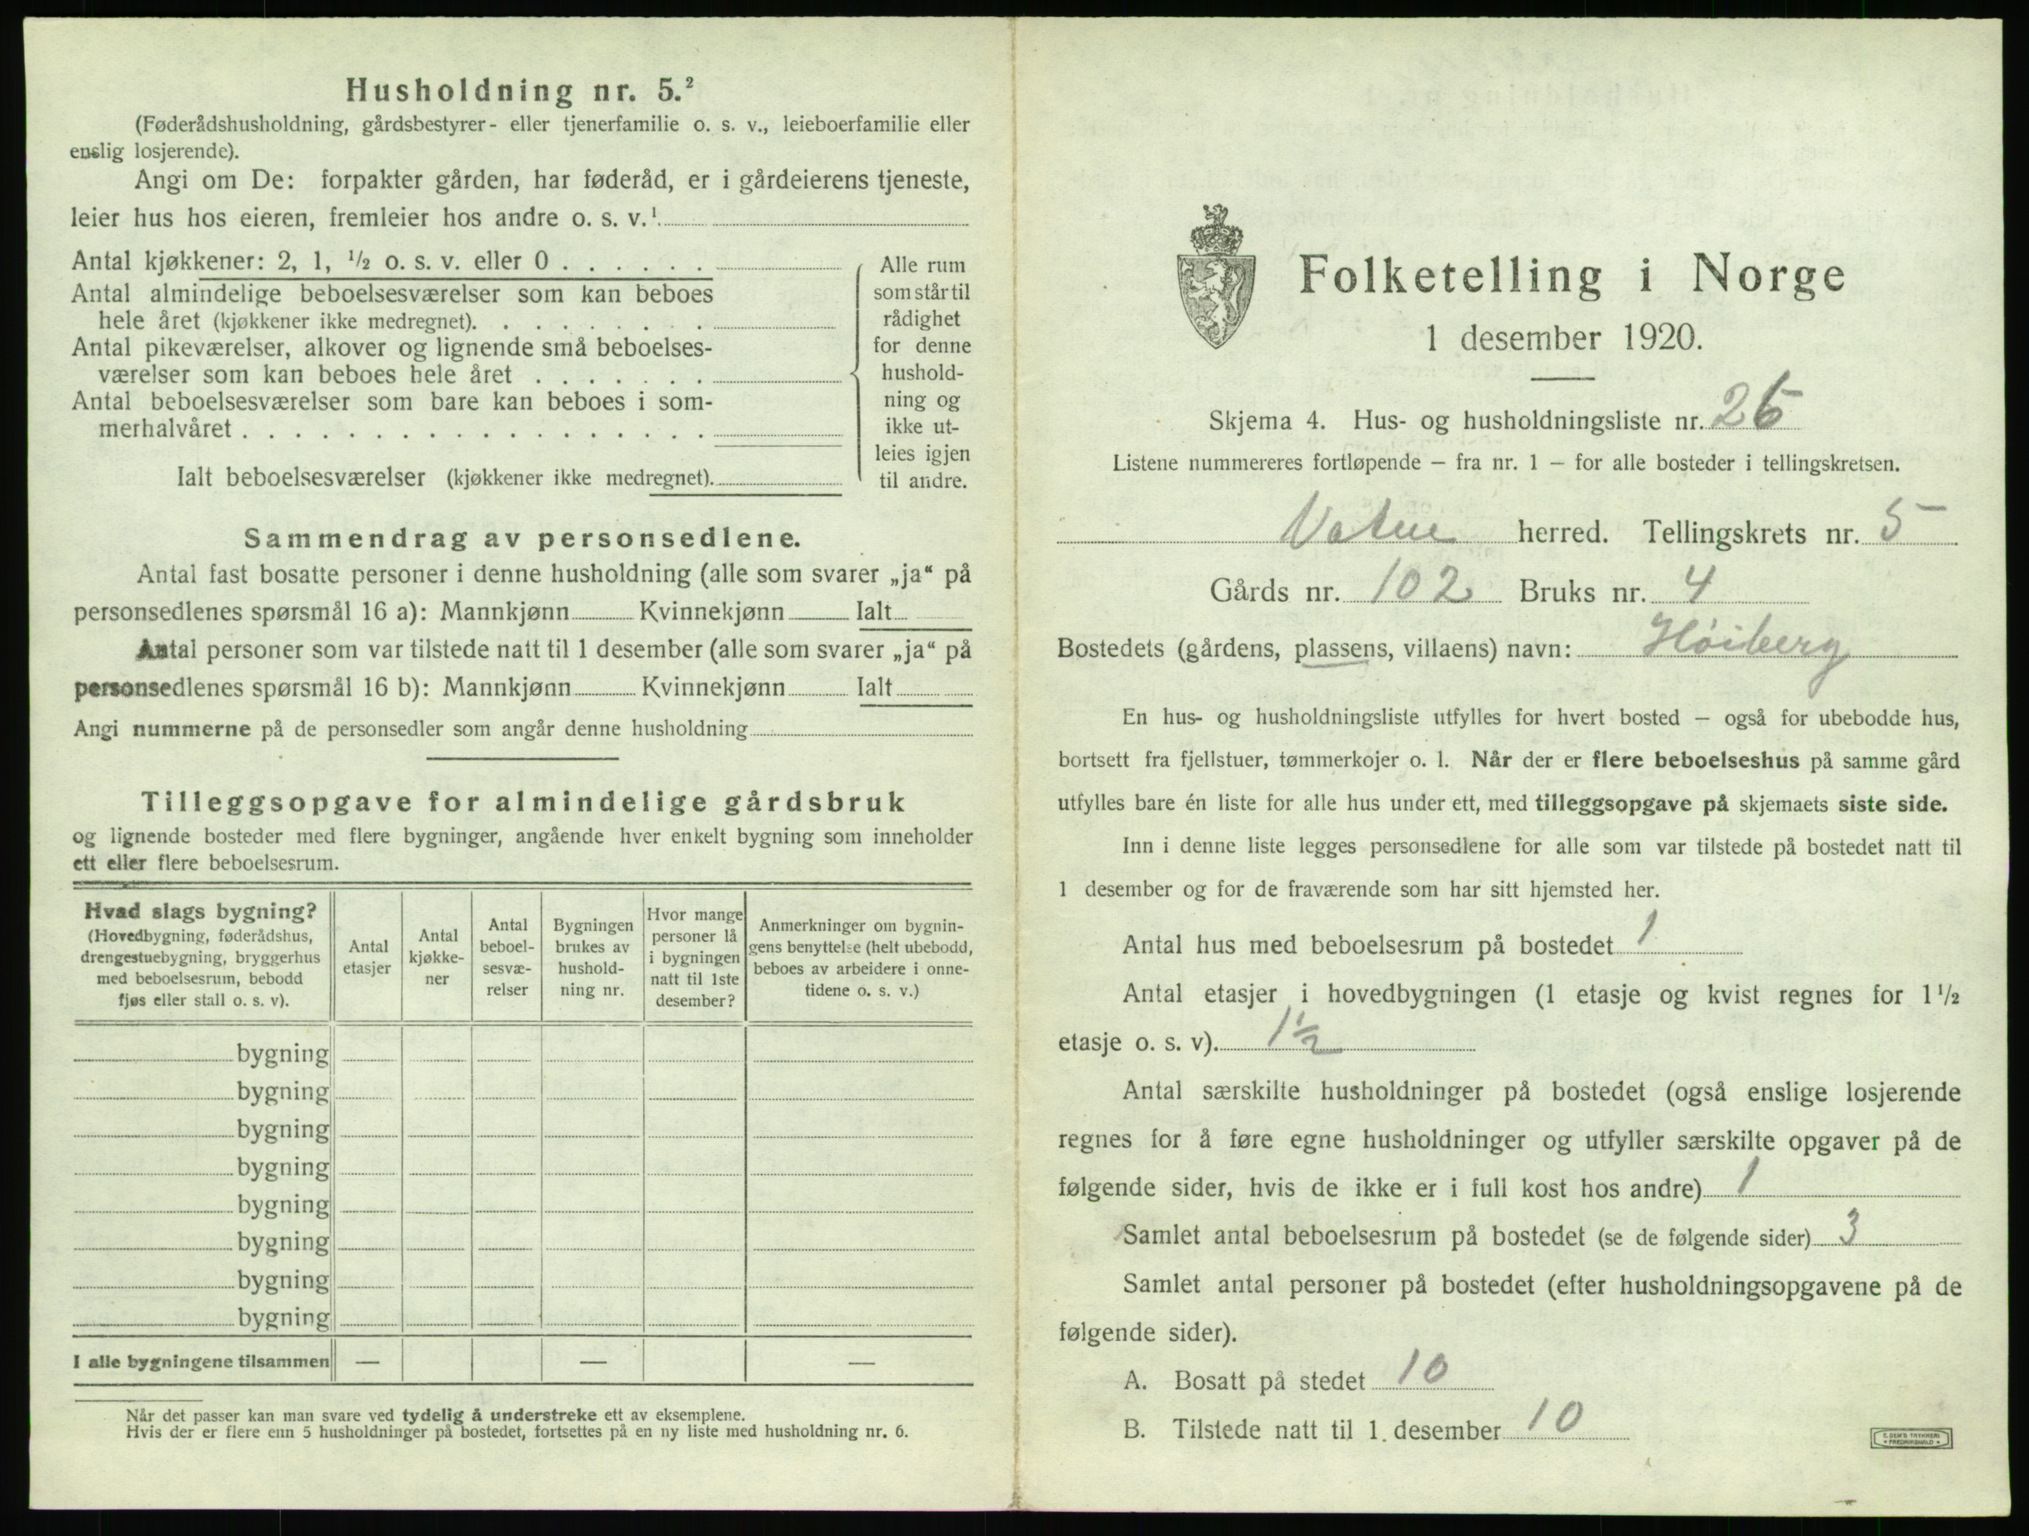 Husholdning nr. 5.²
(Føderådshusholdning, gårdsbestyrer- eller tjenerfamilie o. s. v., leieboerfamilie eller
enslig losjerende).
Angi om De: forpakter gården, har føderåd, er i gårdeierens tjeneste,
leier hus hos eieren, fremleier hos andre o. s. v.¹
Antal kjøkkener: 2, 1, ½ o. s. v. eller 0 . . . . . .
Antal almindelige beboelsesværelser som kan beboes
hele året (kjøkkener ikke medregnet). . . . . . . . .
Antal pikeværelser, alkover og lignende små beboelses-
værelser som kan beboes hele året . . . . . . .
Antal beboelsesværelser som bare kan beboes i som-
merhalvåret . . . . . . . . . . . . . . . . . .
Ialt beboelsesværelser (kjøkkener ikke medregnet).
Alle rum
som står til
rådighet
for denne
hushold-
ning og
ikke ut-
leies igjen
til andre.
Sammendrag av personsedlene.
Antal fast bosatte personer i denne husholdning (alle som svarer „ja“ på
personsedlenes spørsmål 16 a): Mannkjønn Kvinnekjønn Ialt
Antal personer som var tilstede natt til 1 desember (alle som svarer „ja“ på
personsedlenes spørsmål 16 b): Mannkjønn Kvinnekjønn Ialt
Angi nummerne på de personsedler som angår denne husholdning
Tilleggsopgave for almindelige gårdsbruk
og lignende bosteder med flere bygninger, angående hver enkelt bygning som inneholder
ett eller flere beboelsesrum.
Hvad slags bygning?
(Hovedbygning, føderådshus,
drengestuebygning, bryggerhus
med beboelsesrum, bebodd
fjøs eller stall o. s. v).
Antal
etasjer
Antal
kjøkke-
ner
Antal
beboel-
sesvæ-
relser
Bygningen
brukes av
hushold-
ning nr.
Hvor mange
personer lå
i bygningen
natt til 1ste
desember?
Anmerkninger om bygnin-
gens benyttelse (helt ubebodd,
beboes av arbeidere i onne-
tidene o. s. v.)
bygning
bygning
bygning
bygning
bygning
bygning
bygning
bygning
I alle bygningene tilsammen — — —
Når det passer kan man svare ved tydelig å understreke ett av eksemplene.
Hvis der er flere enn 5 husholdninger på bostedet, fortsettes på en ny liste med husholdning nr. 6.
Folketelling i Norge
1 desember 1920.
Skjema 4. Hus- og husholdningsliste nr. 25
Listene nummereres fortløpende – fra nr. 1 – for alle bosteder i tellingskretsen.
Vatne herred. Tellingskrets nr. 5
Gårds nr. 102 Bruks nr. 4
Bostedets (gårdens, plassens, villaens) navn: Høiberg
En hus- og husholdningsliste utfylles for hvert bosted – også for ubebodde hus,
bortsett fra fjellstuer, tømmerkojer o. l. Når der er flere beboelseshus på samme gård
utfylles bare én liste for alle hus under ett, med tilleggsopgave på skjemaets siste side.
Inn i denne liste legges personsedlene for alle som var tilstede på bostedet natt til
1 desember og for de fraværende som har sitt hjemsted her.
Antal hus med beboelsesrum på bostedet 1
Antal etasjer i hovedbygningen (1 etasje og kvist regnes for 1½
etasje o. s. v). 1½
Antal særskilte husholdninger på bostedet (også enslige losjerende
regnes for å føre egne husholdninger og utfyller særskilte opgaver på de
følgende sider, hvis de ikke er i full kost hos andre) 1
Samlet antal beboelsesrum på bostedet (se de følgende sider) 3
Samlet antal personer på bostedet (efter husholdningsopgavene på de
følgende sider).
A. Bosatt på stedet 10
B. Tilstede natt til 1. desember 10